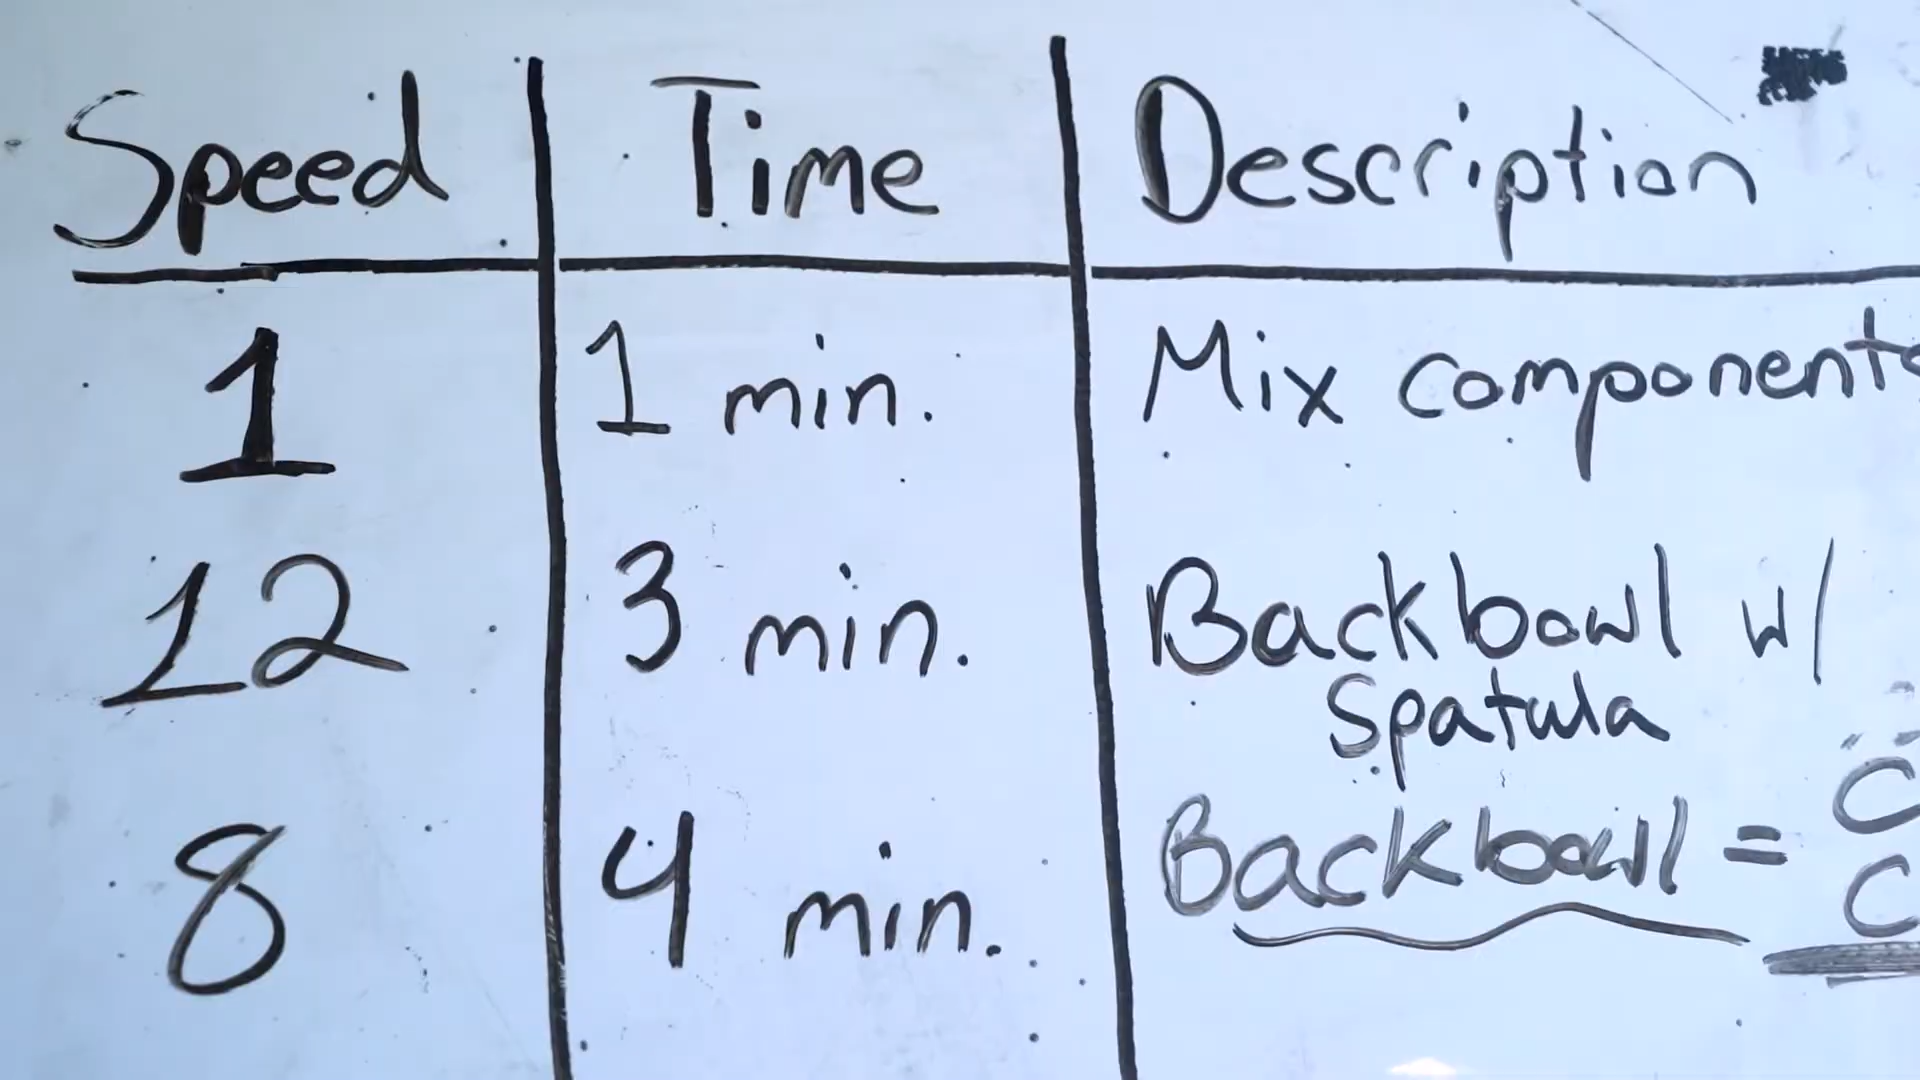 Speed Time Description
1 1 min. Mix components
12 3 min. Backbowl w/
Spatula
8 4 min. Backbowl =